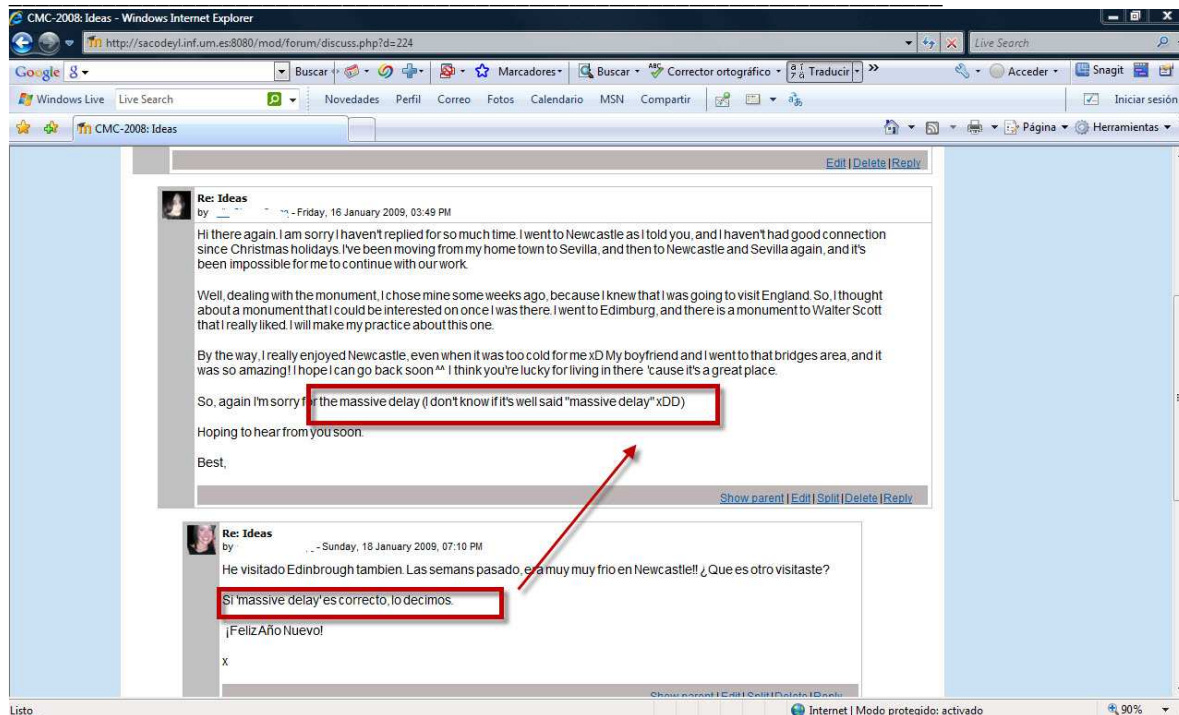 CMC-2008: Ideas - Windows Internet Explorer
http://sacodeyl.inf.um.es:8080/mod/forum/discuss.php?d=224
Live Search
Google
Buscar
Marcadores
Buscar
Corrector ortográfico
Traducir
Acceder
Snagit
Windows Live
Live Search
Novedades Perfil Correo Fotos Calendario MSN Compartir
Iniciar sesión
CMC-2008: Ideas
Página
Herramientas
Edit | Delete | Reply
Re: Ideas
by - Friday, 16 January 2009, 03:49 PM
Hi there again. I am sorry I haven't replied for so much time. I went to Newcastle as I told you, and I haven't had good connection
since Christmas holidays. I've been moving from my home town to Sevilla, and then to Newcastle and Sevilla again, and it's
been impossible for me to continue with our work.
Well, dealing with the monument, I chose mine some weeks ago, because I knew that I was going to visit England. So, I thought
about a monument that I could be interested on once I was there. I went to Edimburg, and there is a monument to Walter Scott
that I really liked. I will make my practice about this one.
By the way, I really enjoyed Newcastle, even when it was too cold for me xD My boyfriend and I went to that bridges area, and it
was so amazing! I hope I can go back soon ^^ I think you're lucky for living in there 'cause it's a great place.
So, again I'm sorry for the massive delay (I don't know if it's well said "massive delay" xDD)
Hoping to hear from you soon.
Best,
Show parent | Edit | Split | Delete | Reply
Re: Ideas
by - Sunday, 18 January 2009, 07:10 PM
He visitado Edinbrough tambien. Las semans pasado, era muy muy frio en Newcastle!! ¿Que es otro visitaste?
Si 'massive delay' es correcto, lo decimos.
¡Feliz Año Nuevo!
x
Show parent | Edit | Split | Delete | Reply
Listo
Internet | Modo protegido: activado
90%